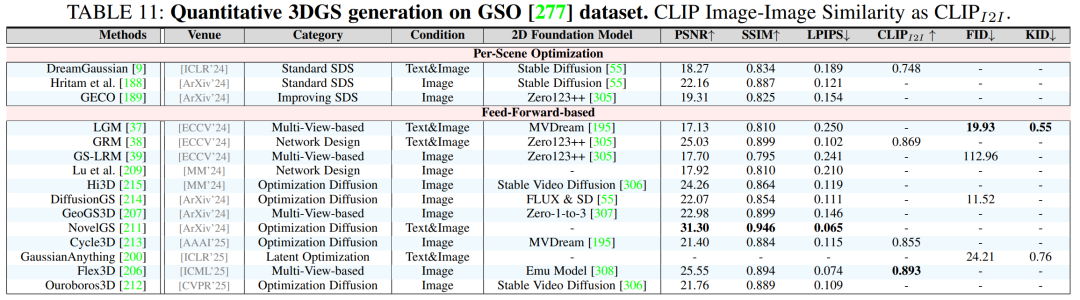 TABLE 11: Quantitative 3DGS generation on GSO [277] dataset. CLIP Image-Image Similarity as CLIP_{I2I}.
Methods Venue Category Condition 2D Foundation Model PSNR↑ SSIM↑ LPIPS↓ CLIP_{I2I} ↑ FID↓ KID↓
Per-Scene Optimization
DreamGaussian [9] [ICLR'24] Standard SDS Text&Image Stable Diffusion [55] 18.27 0.834 0.189 0.748 - -
Hritam et al. [188] [ArXiv'24] Standard SDS Image Stable Diffusion [55] 22.16 0.887 0.121 - - -
GECO [189] [ArXiv'24] Improving SDS Image Zero123++ [305] 19.31 0.825 0.154 - - -
Feed-Forward-based
LGM [37] [ECCV'24] Multi-View-based Text&Image MVDream [195] 17.13 0.810 0.250 - 19.93 0.55
GRM [38] [ECCV'24] Network Design Text&Image Zero123++ [305] 25.03 0.899 0.102 0.869 - -
GS-LRM [39] [ECCV'24] Multi-View-based Image Zero123++ [305] 17.70 0.795 0.241 - 112.96 -
Lu et al. [209] [MM'24] Network Design Image - 17.92 0.810 0.210 - - -
Hi3D [215] [MM'24] Optimization Diffusion Image Stable Video Diffusion [306] 24.26 0.864 0.119 - - -
DiffusionGS [214] [ArXiv'24] Optimization Diffusion Image FLUX & SD [55] 22.07 0.854 0.111 - 11.52 -
GeoGS3D [207] [ArXiv'24] Multi-View-based Image Zero-1-to-3 [307] 22.98 0.899 0.146 - - -
NovelGS [211] [ArXiv'24] Optimization Diffusion Text&Image - 31.30 0.946 0.065 - - -
Cycle3D [213] [AAAI'25] Optimization Diffusion Image MVDream [195] 21.40 0.884 0.115 0.855 - -
GaussianAnything [200] [ICLR'25] Latent Optimization Text&Image - - - - - 24.21 0.76
Flex3D [206] [ICML'25] Multi-View-based Image Emu Model [308] 25.55 0.894 0.074 0.893 - -
Ouroboros3D [212] [CVPR'25] Optimization Diffusion Image Stable Video Diffusion [306] 21.76 0.889 0.109 - - -